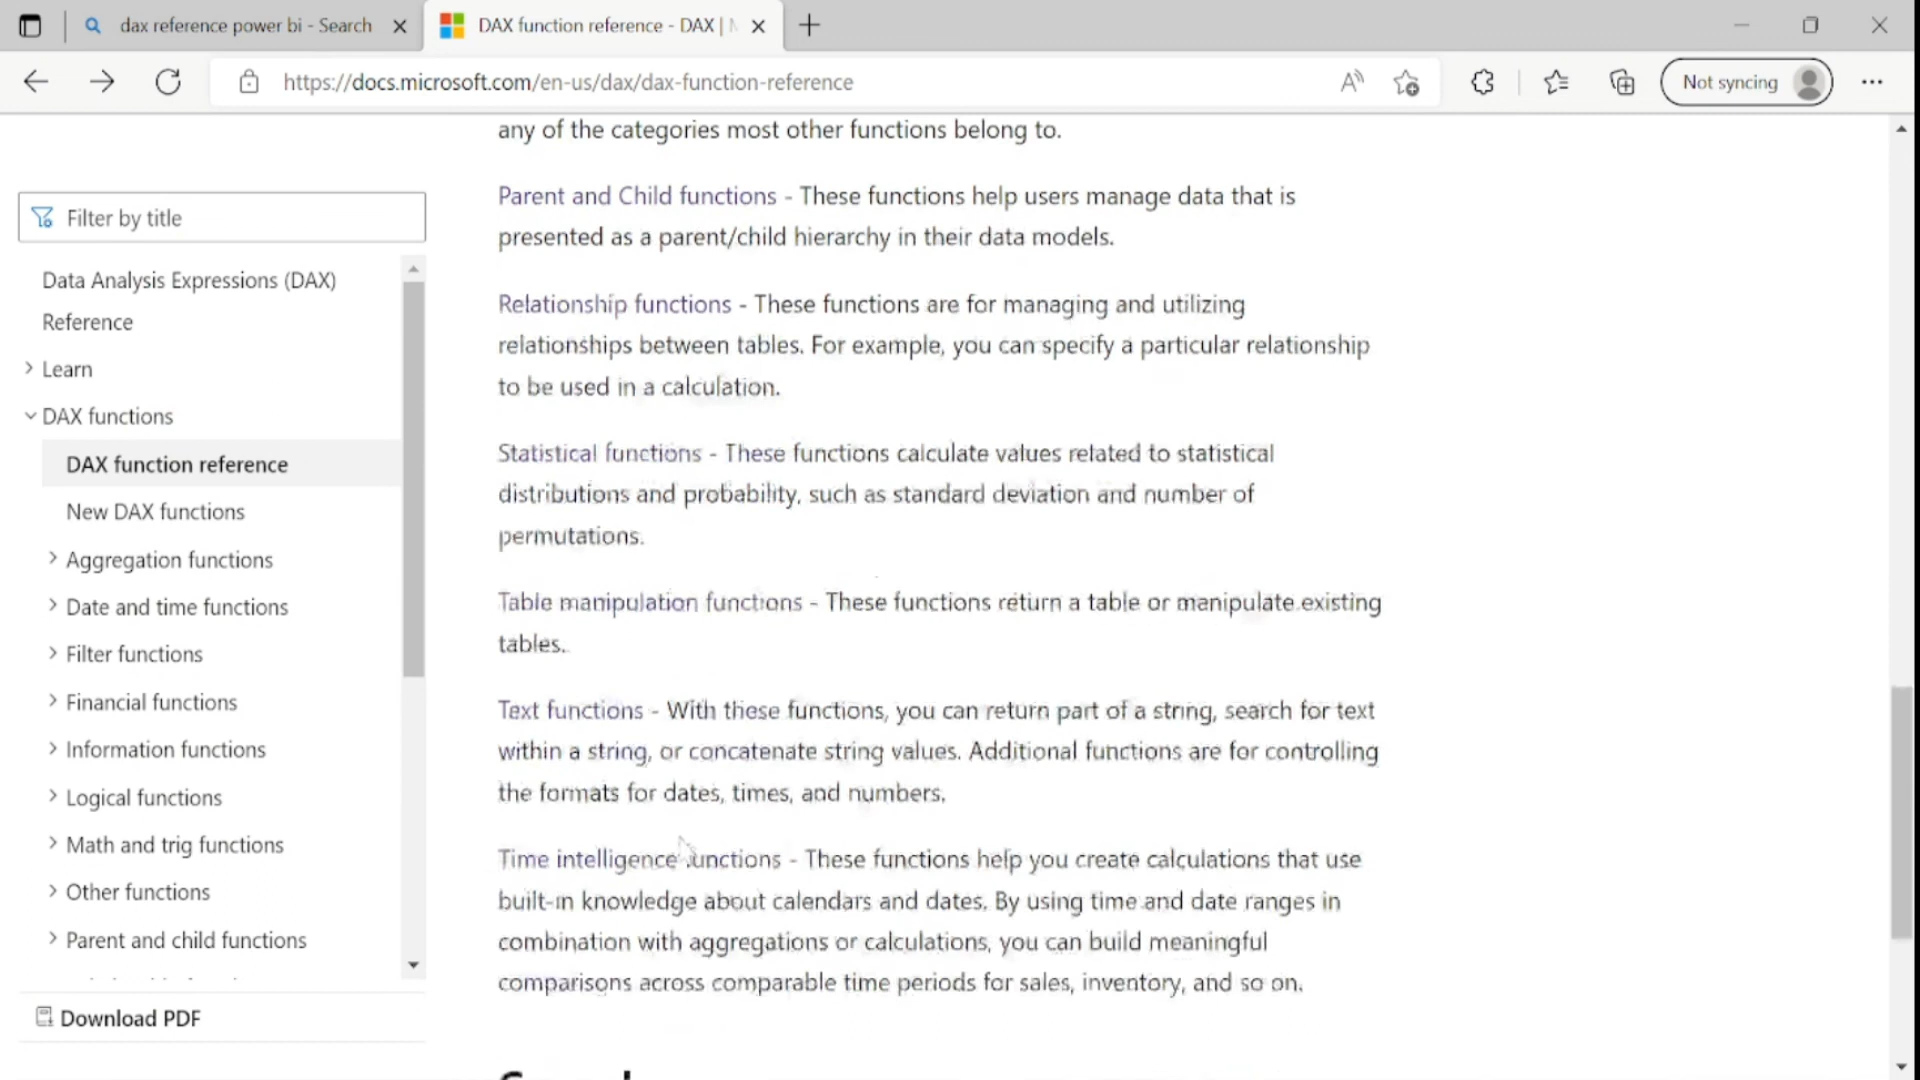 dax reference power bi - Search
DAX function reference - DAX |
https://docs.microsoft.com/en-us/dax/dax-function-reference
Not syncing
any of the categories most other functions belong to.
Filter by title
Data Analysis Expressions (DAX)
Reference
Learn
DAX functions
DAX function reference
New DAX functions
Aggregation functions
Date and time functions
Filter functions
Financial functions
Information functions
Logical functions
Math and trig functions
Other functions
Parent and child functions
Download PDF
Parent and Child functions - These functions help users manage data that is
presented as a parent/child hierarchy in their data models.
Relationship functions - These functions are for managing and utilizing
relationships between tables. For example, you can specify a particular relationship
to be used in a calculation.
Statistical functions - These functions calculate values related to statistical
distributions and probability, such as standard deviation and number of
permutations.
Table manipulation functions - These functions return a table or manipulate existing
tables.
Text functions - With these functions, you can return part of a string, search for text
within a string, or concatenate string values. Additional functions are for controlling
the formats for dates, times, and numbers.
Time intelligence functions - These functions help you create calculations that use
built-in knowledge about calendars and dates. By using time and date ranges in
combination with aggregations or calculations, you can build meaningful
comparisons across comparable time periods for sales, inventory, and so on.